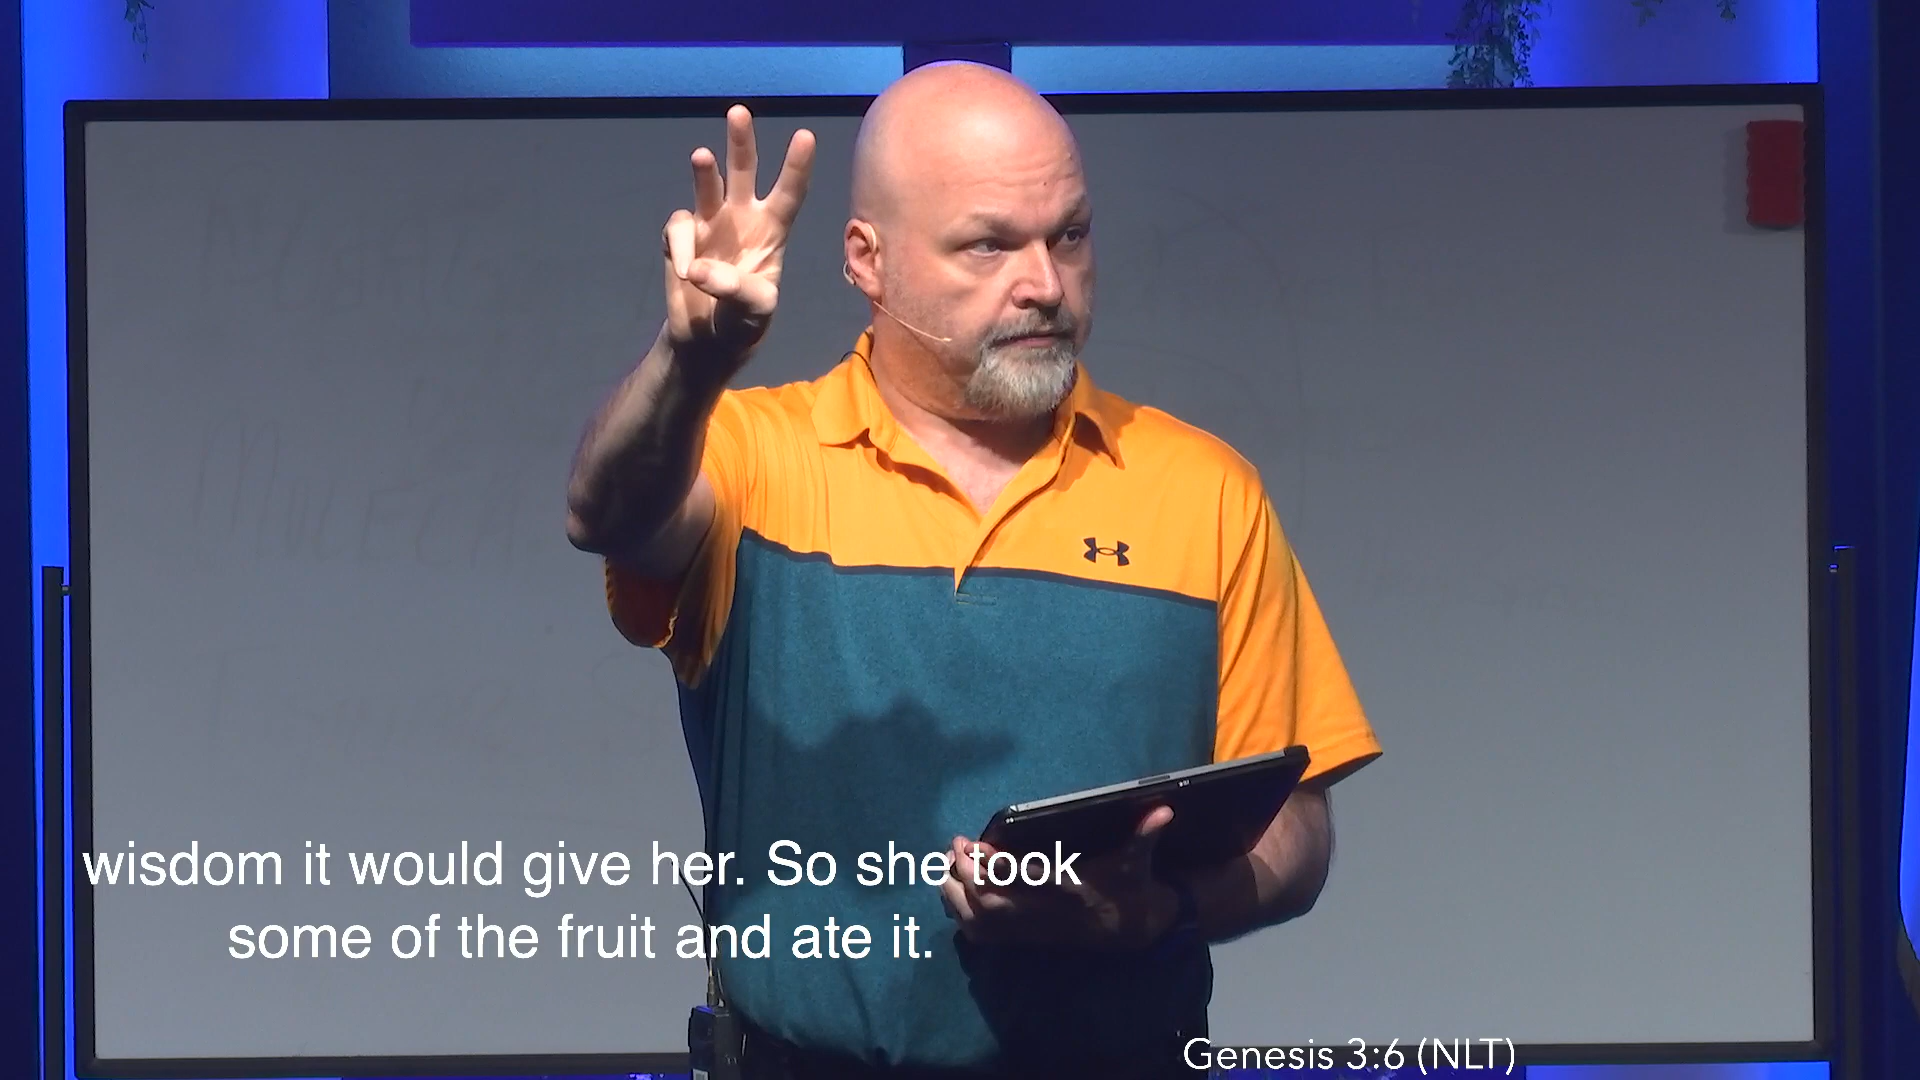 wisdom it would give her. So she took
some of the fruit and ate it.
Genesis 3:6 (NLT)